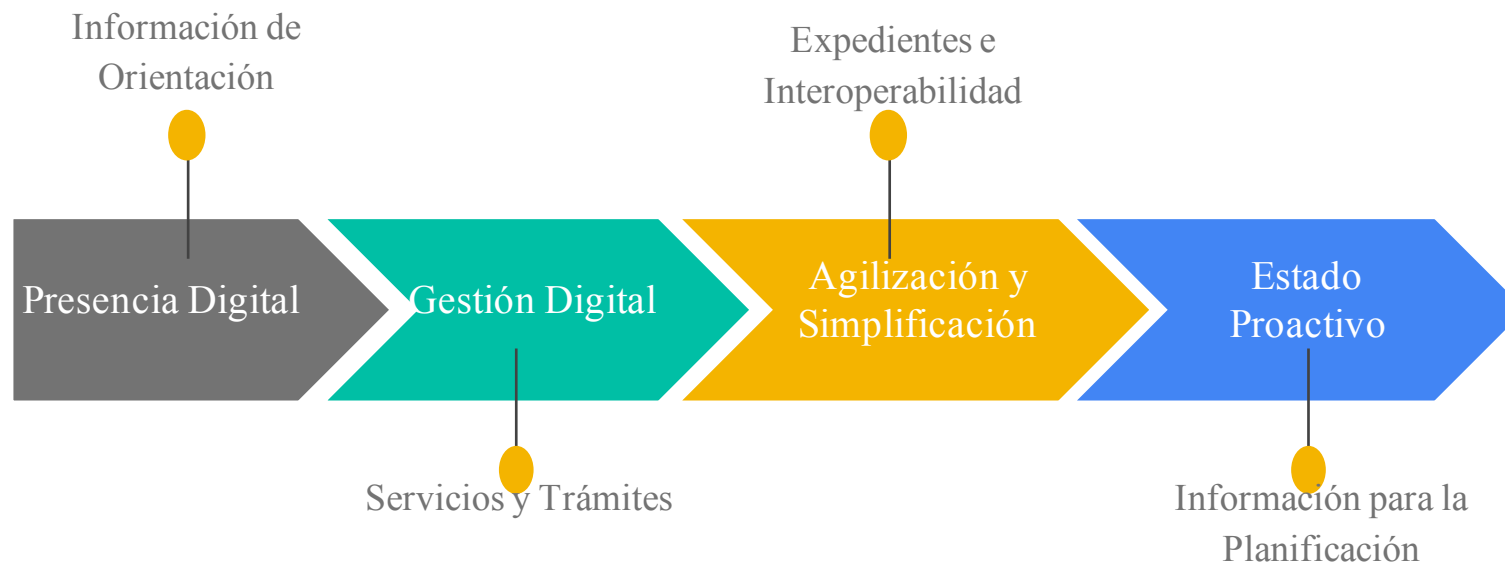 Información de
Orientación
Expedientes e
Interoperabilidad
Presencia Digital
Gestión Digital
Agilización y
Simplificación
Estado
Proactivo
Servicios y Trámites
Información para la
Planificación